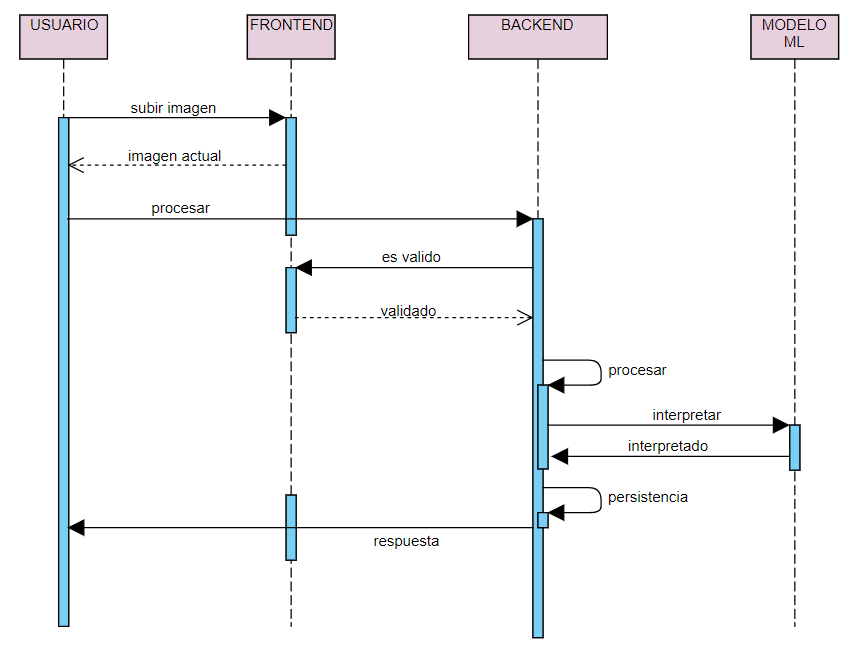 USUARIO
FRONTEND
BACKEND
MODELO
ML
subir imagen
imagen actual
procesar
es valido
validado
procesar
interpretar
interpretado
persistencia
respuesta